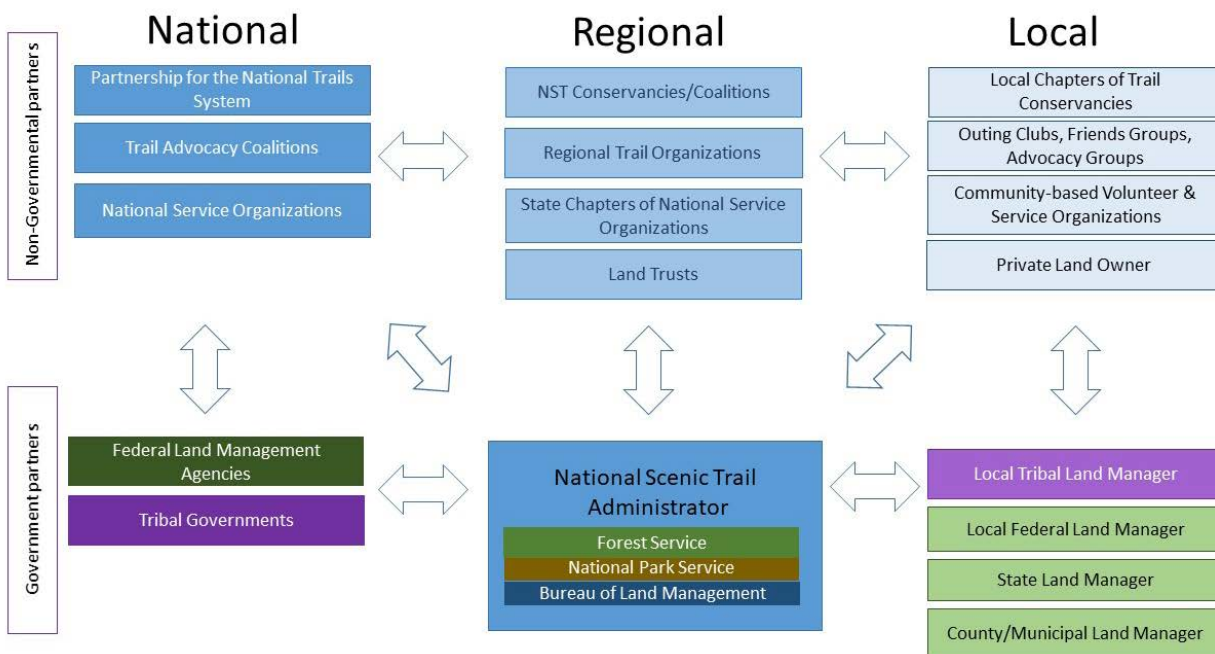 National
Regional
Local
Non-Governmental partners
Partnership for the National Trails
System
Trail Advocacy Coalitions
National Service Organizations
NST Conservancies/Coalitions
Regional Trail Organizations
State Chapters of National Service
Organizations
Land Trusts
Local Chapters of Trail
Conservancies
Outing Clubs, Friends Groups,
Advocacy Groups
Community-based Volunteer &
Service Organizations
Private Land Owner
Government partners
Federal Land Management
Agencies
Tribal Governments
National Scenic Trail
Administrator
Forest Service
National Park Service
Bureau of Land Management
Local Tribal Land Manager
Local Federal Land Manager
State Land Manager
County/Municipal Land Manager